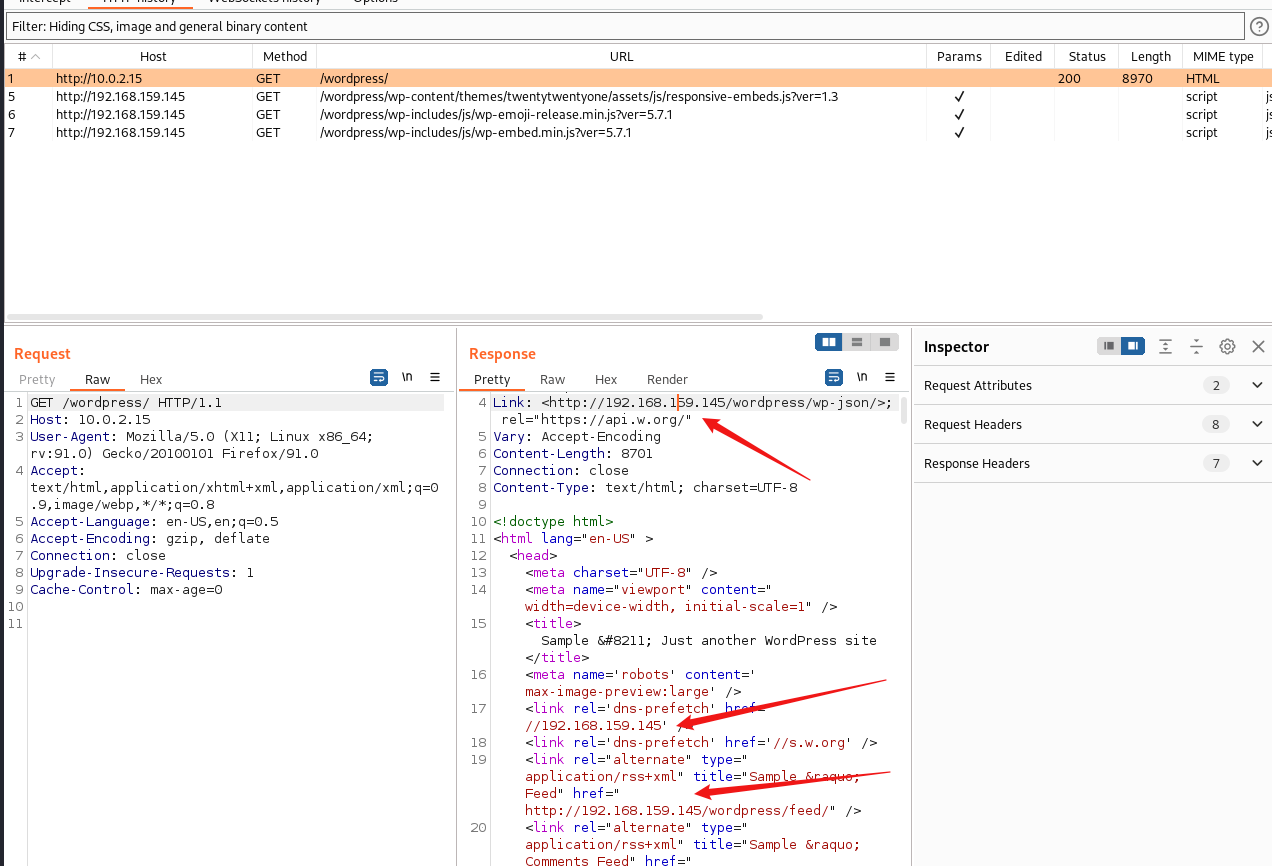 Intercept HTTP history WebSockets history Options
Filter: Hiding CSS, image and general binary content
# Host Method URL Params Edited Status Length MIME type
1 http://10.0.2.15 GET /wordpress/ 200 8970 HTML
5 http://192.168.159.145 GET /wordpress/wp-content/themes/twentytwentyone/assets/js/responsive-embeds.js?ver=1.3 ✓ script
6 http://192.168.159.145 GET /wordpress/wp-includes/js/wp-emoji-release.min.js?ver=5.7.1 ✓ script
7 http://192.168.159.145 GET /wordpress/wp-includes/js/wp-embed.min.js?ver=5.7.1 ✓ script
Request
Pretty Raw Hex \n
1 GET /wordpress/ HTTP/1.1
2 Host: 10.0.2.15
3 User-Agent: Mozilla/5.0 (X11; Linux x86_64;
rv:91.0) Gecko/20100101 Firefox/91.0
4 Accept:
text/html,application/xhtml+xml,application/xml;q=0
.9,image/webp,*/*;q=0.8
5 Accept-Language: en-US,en;q=0.5
6 Accept-Encoding: gzip, deflate
7 Connection: close
8 Upgrade-Insecure-Requests: 1
9 Cache-Control: max-age=0
10
11
Response
Pretty Raw Hex Render \n
4 Link: <http://192.168.159.145/wordpress/wp-json/>;
rel="https://api.w.org/"
5 Vary: Accept-Encoding
6 Content-Length: 8701
7 Connection: close
8 Content-Type: text/html; charset=UTF-8
9
10 <!doctype html>
11 <html lang="en-US" >
12 <head>
13 <meta charset="UTF-8" />
14 <meta name="viewport" content="
width=device-width, initial-scale=1" />
15 <title>
Sample &#8211; Just another WordPress site
</title>
16 <meta name='robots' content='
max-image-preview:large' />
17 <link rel='dns-prefetch' href='
//192.168.159.145' /
18 <link rel='dns-prefetch' href='//s.w.org' />
19 <link rel="alternate" type="
application/rss+xml" title="Sample &raquo;
Feed" href="
http://192.168.159.145/wordpress/feed/" />
20 <link rel="alternate" type="
application/rss+xml" title="Sample &raquo;
Comments Feed" href="
Inspector
Request Attributes 2
Request Headers 8
Response Headers 7